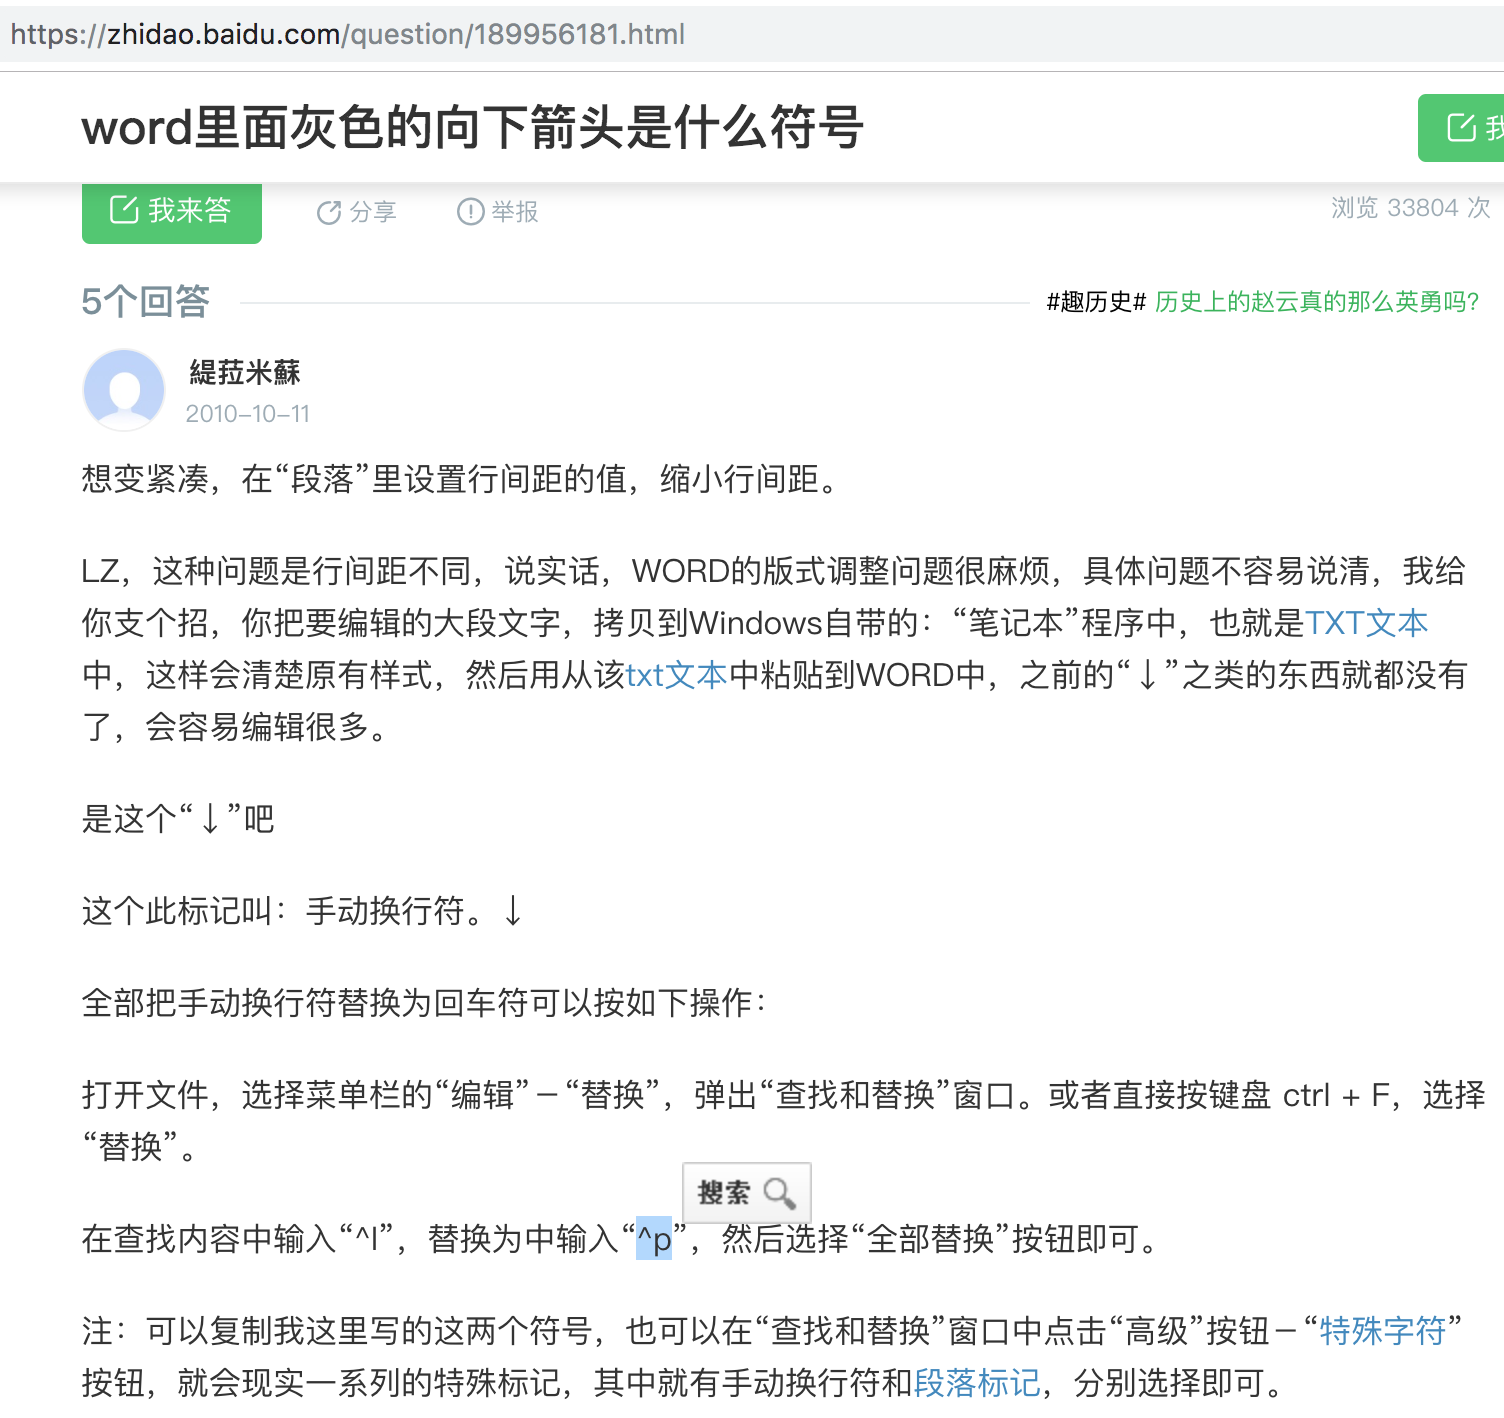 https://zhidao.baidu.com/question/189956181.html
word里面灰色的向下箭头是什么符号
我
我来答 分享 举报 浏览 33804 次
5个回答 #趣历史# 历史上的赵云真的那么英勇吗?
緹菈米蘇
2010-10-11
想变紧凑，在“段落”里设置行间距的值，缩小行间距。
LZ，这种问题是行间距不同，说实话，WORD的版式调整问题很麻烦，具体问题不容易说清，我给
你支个招，你把要编辑的大段文字，拷贝到Windows自带的：“笔记本”程序中，也就是TXT文本
中，这样会清楚原有样式，然后用从该txt文本中粘贴到WORD中，之前的“↓”之类的东西就都没有
了，会容易编辑很多。
是这个“↓”吧
这个此标记叫：手动换行符。↓
全部把手动换行符替换为回车符可以按如下操作：
打开文件，选择菜单栏的“编辑”－“替换”，弹出“查找和替换”窗口。或者直接按键盘 ctrl + F，选择
“替换”。
搜索
在查找内容中输入“^l”，替换为中输入“^p”，然后选择“全部替换”按钮即可。
注：可以复制我这里写的这两个符号，也可以在“查找和替换”窗口中点击“高级”按钮－“特殊字符”
按钮，就会现实一系列的特殊标记，其中就有手动换行符和段落标记，分别选择即可。